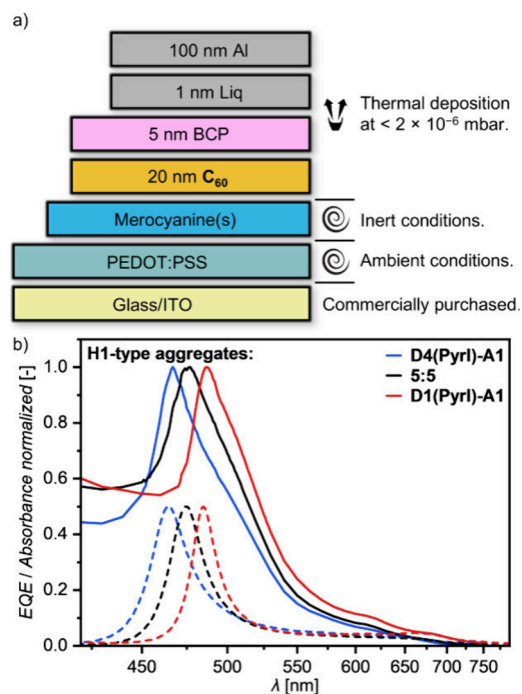 a)
100 nm Al
1 nm Liq
5 nm BCP
20 nm C₆₀
Merocyanine(s)
PEDOT:PSS
Glass/ITO
Thermal deposition
at < 2 × 10⁻⁶ mbar.
Inert conditions.
Ambient conditions.
Commercially purchased.
b)
H1-type aggregates:
D4(PyrI)-A1
5:5
D1(PyrI)-A1
EQE / Absorbance normalized [-]
1.0
0.8
0.6
0.4
0.2
0.0
450
500
550
600
650
700
750
λ [nm]